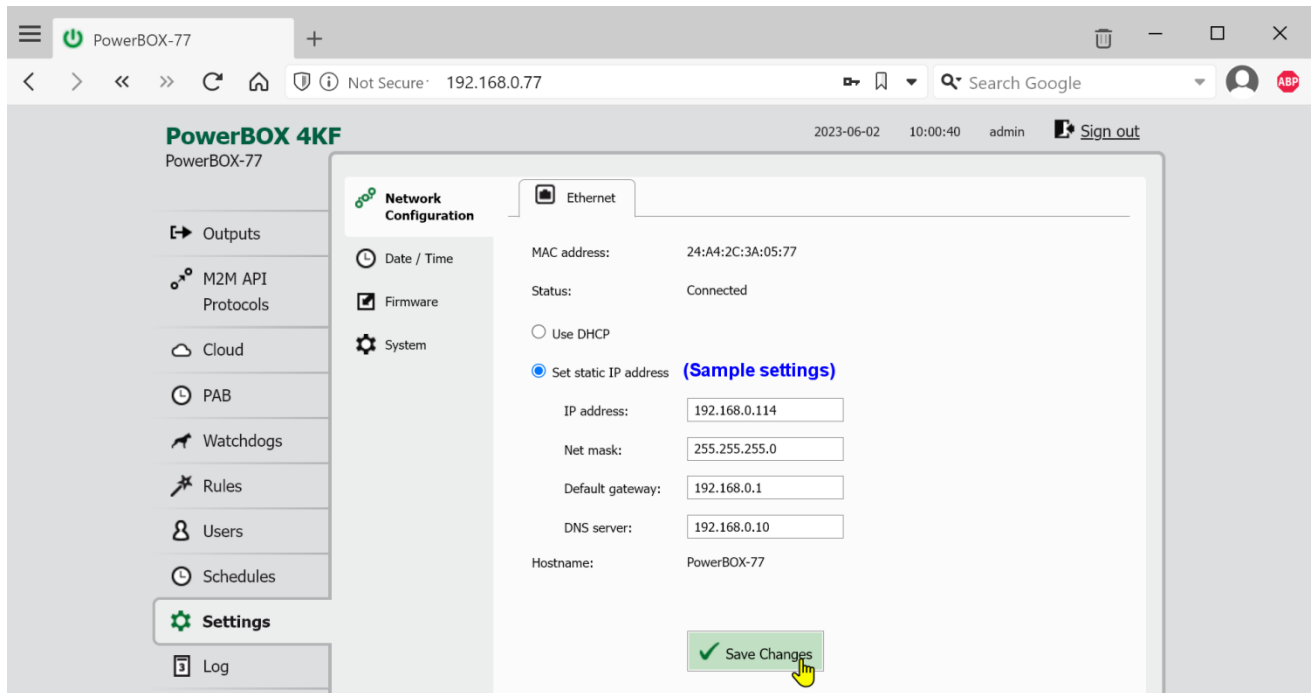 PowerBOX-77
Not Secure 192.168.0.77 Search Google ABP
PowerBOX 4KF
2023-06-02 10:00:40 admin Sign out
PowerBOX-77
Outputs
M2M API
Protocols
Cloud
PAB
Watchdogs
Rules
Users
Schedules
Settings
3 Log
Network
Configuration
Date / Time
Firmware
System
Ethernet
MAC address: 24:A4:2C:3A:05:77
Status: Connected
Use DHCP
Set static IP address (Sample settings)
IP address: 192.168.0.114
Net mask: 255.255.255.0
Default gateway: 192.168.0.1
DNS server: 192.168.0.10
Hostname: PowerBOX-77
Save Changes